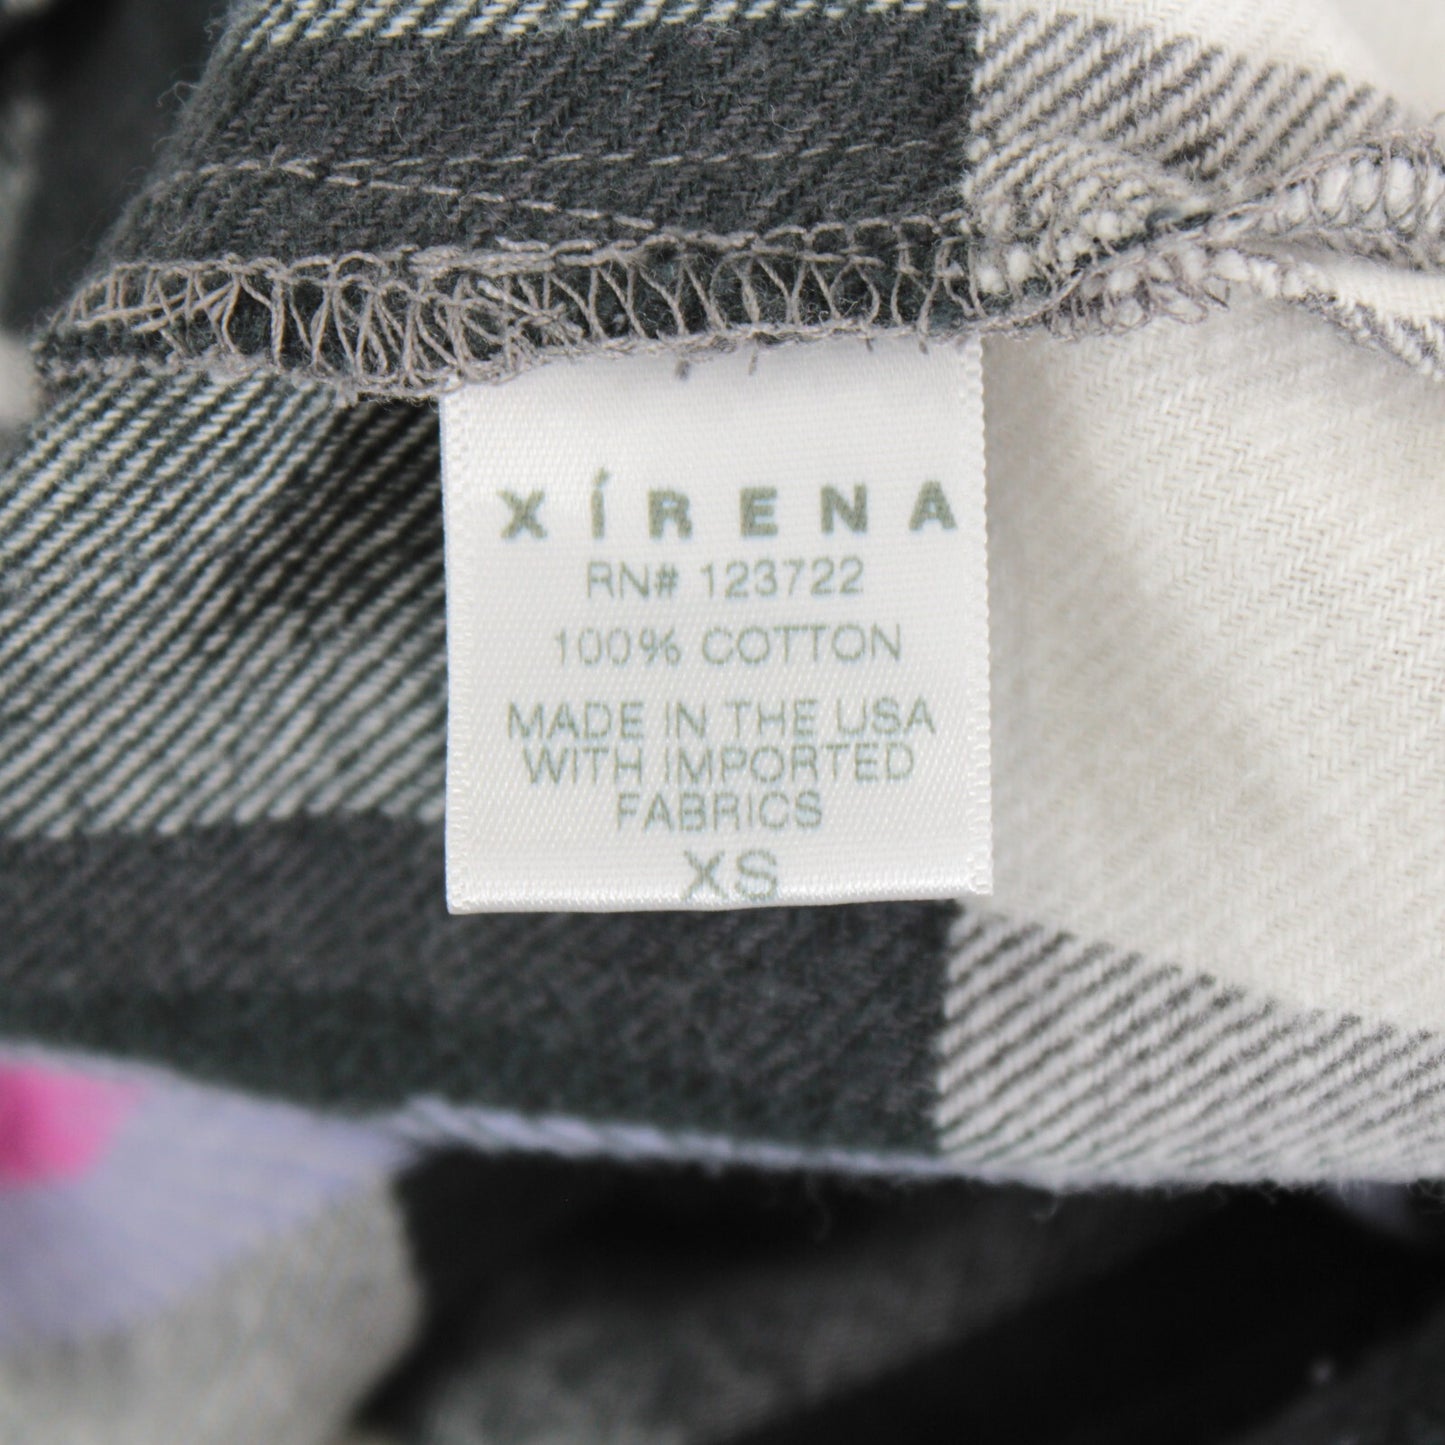 XÍRENA
RN# 123722
100% COTTON
MADE IN THE USA
WITH IMPORTED
FABRICS
XS